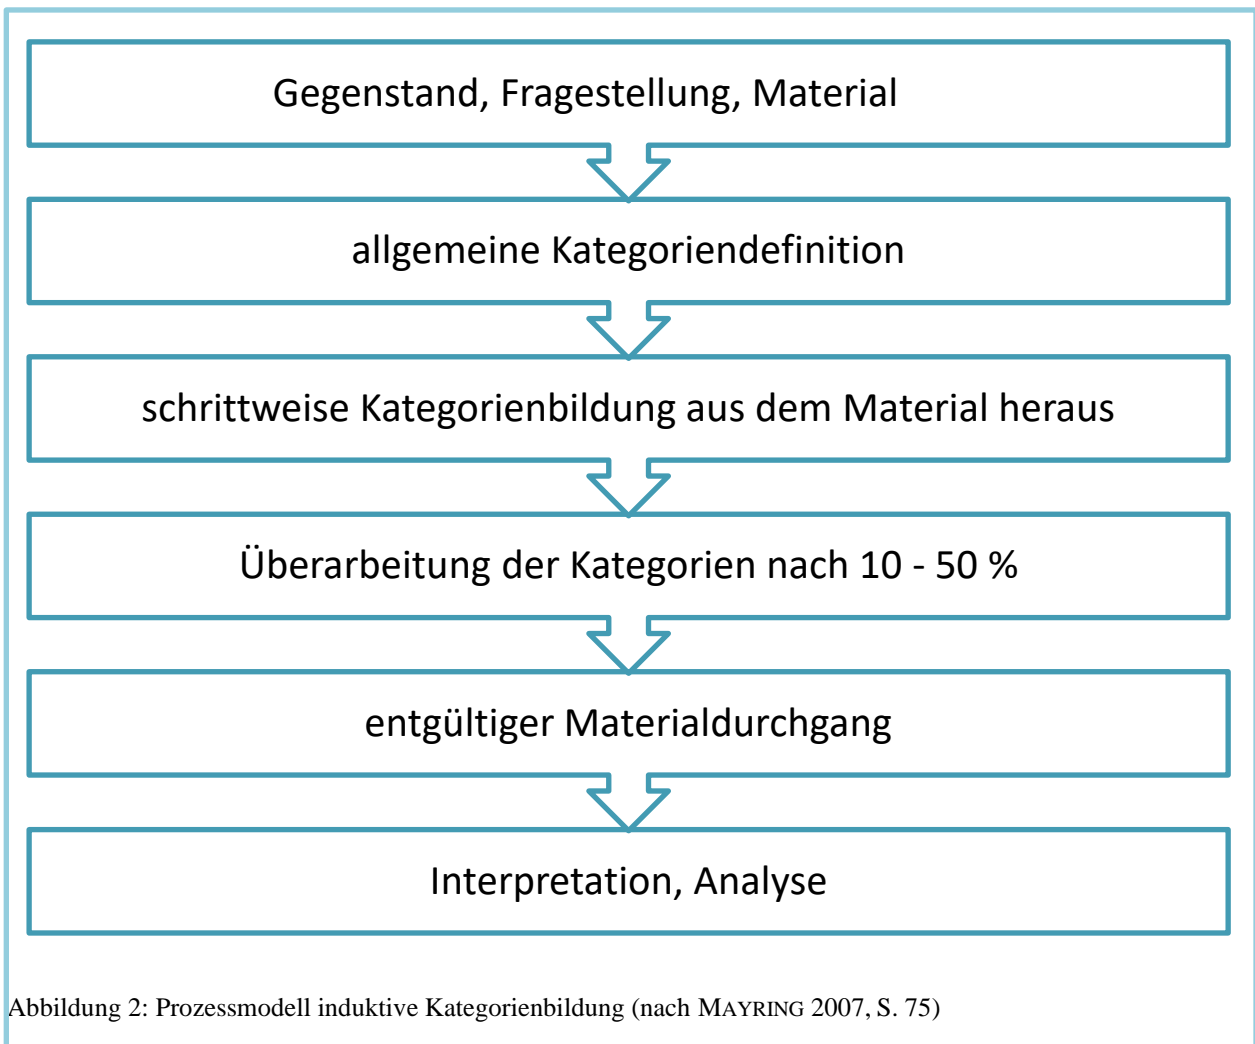 Gegenstand, Fragestellung, Material
allgemeine Kategoriendefinition
schrittweise Kategorienbildung aus dem Material heraus
Überarbeitung der Kategorien nach 10 - 50 %
entgültiger Materialdurchgang
Interpretation, Analyse
Abbildung 2: Prozessmodell induktive Kategorienbildung (nach MAYRING 2007, S. 75)